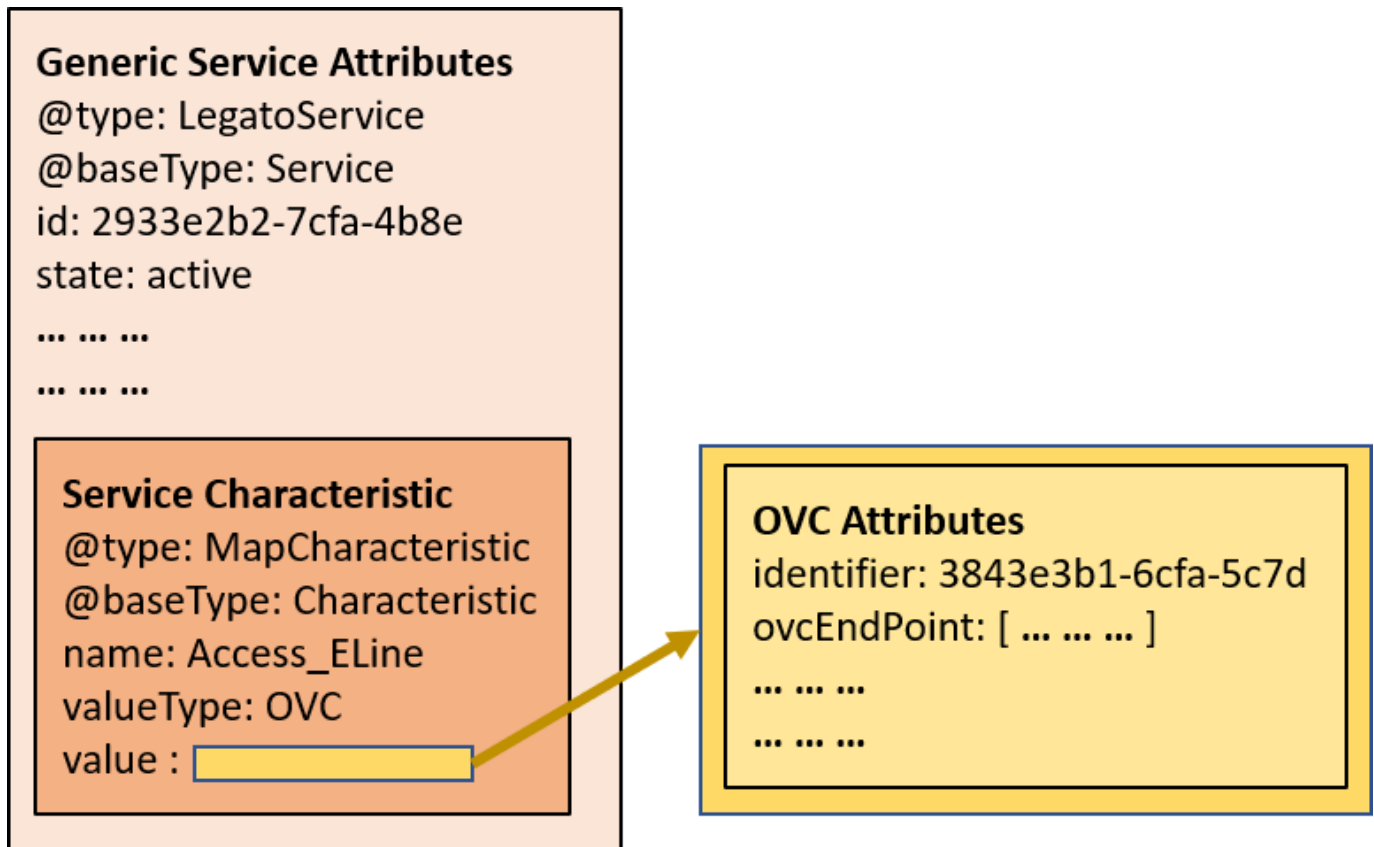 Generic Service Attributes
@type: LegatoService
@baseType: Service
id: 2933e2b2-7cfa-4b8e
state: active
... ... ...
... ... ...
Service Characteristic
@type: MapCharacteristic
@baseType: Characteristic
name: Access_ELine
valueType: OVC
value :
OVC Attributes
identifier: 3843e3b1-6cfa-5c7d
ovcEndPoint: [ ... ... ... ]
... ... ...
... ... ...